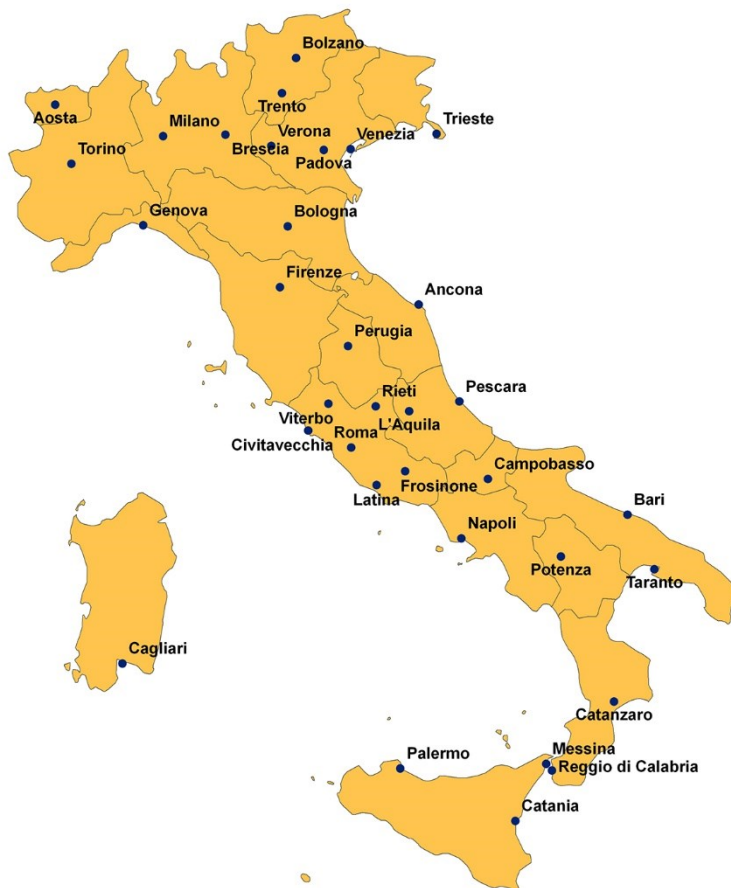 Bolzano
Aosta
Trento
Milano
Verona
Venezia
Trieste
Torino
Brescia
Padova
Genova
Bologna
Firenze
Ancona
Perugia
Rieti
Pescara
Viterbo
L'Aquila
Civitavecchia
Roma
Campobasso
Frosinone
Latina
Bari
Napoli
Potenza
Taranto
Cagliari
Catanzaro
Messina
Palermo
Reggio di Calabria
Catania